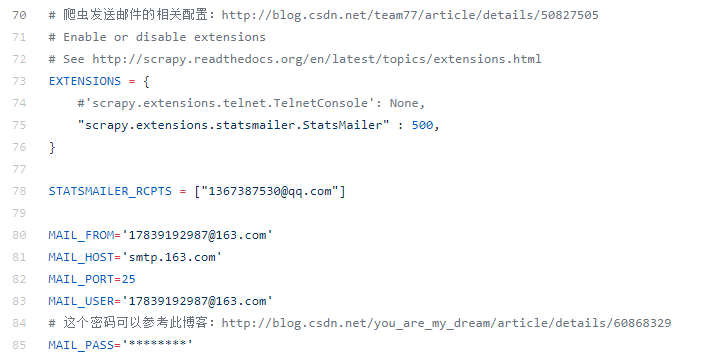 70 # 爬虫发送邮件的相关配置：http://blog.csdn.net/team77/article/details/50827505
71 # Enable or disable extensions
72 # See http://scrapy.readthedocs.org/en/latest/topics/extensions.html
73 EXTENSIONS = {
74 #'scrapy.extensions.telnet.TelnetConsole': None,
75 "scrapy.extensions.statsmailer.StatsMailer" : 500,
76 }
77
78 STATSMAILER_RCPTS = ["1367387530@qq.com"]
79
80 MAIL_FROM='17839192987@163.com'
81 MAIL_HOST='smtp.163.com'
82 MAIL_PORT=25
83 MAIL_USER='17839192987@163.com'
84 # 这个密码可以参考此博客：http://blog.csdn.net/you_are_my_dream/article/details/60868329
85 MAIL_PASS='********'